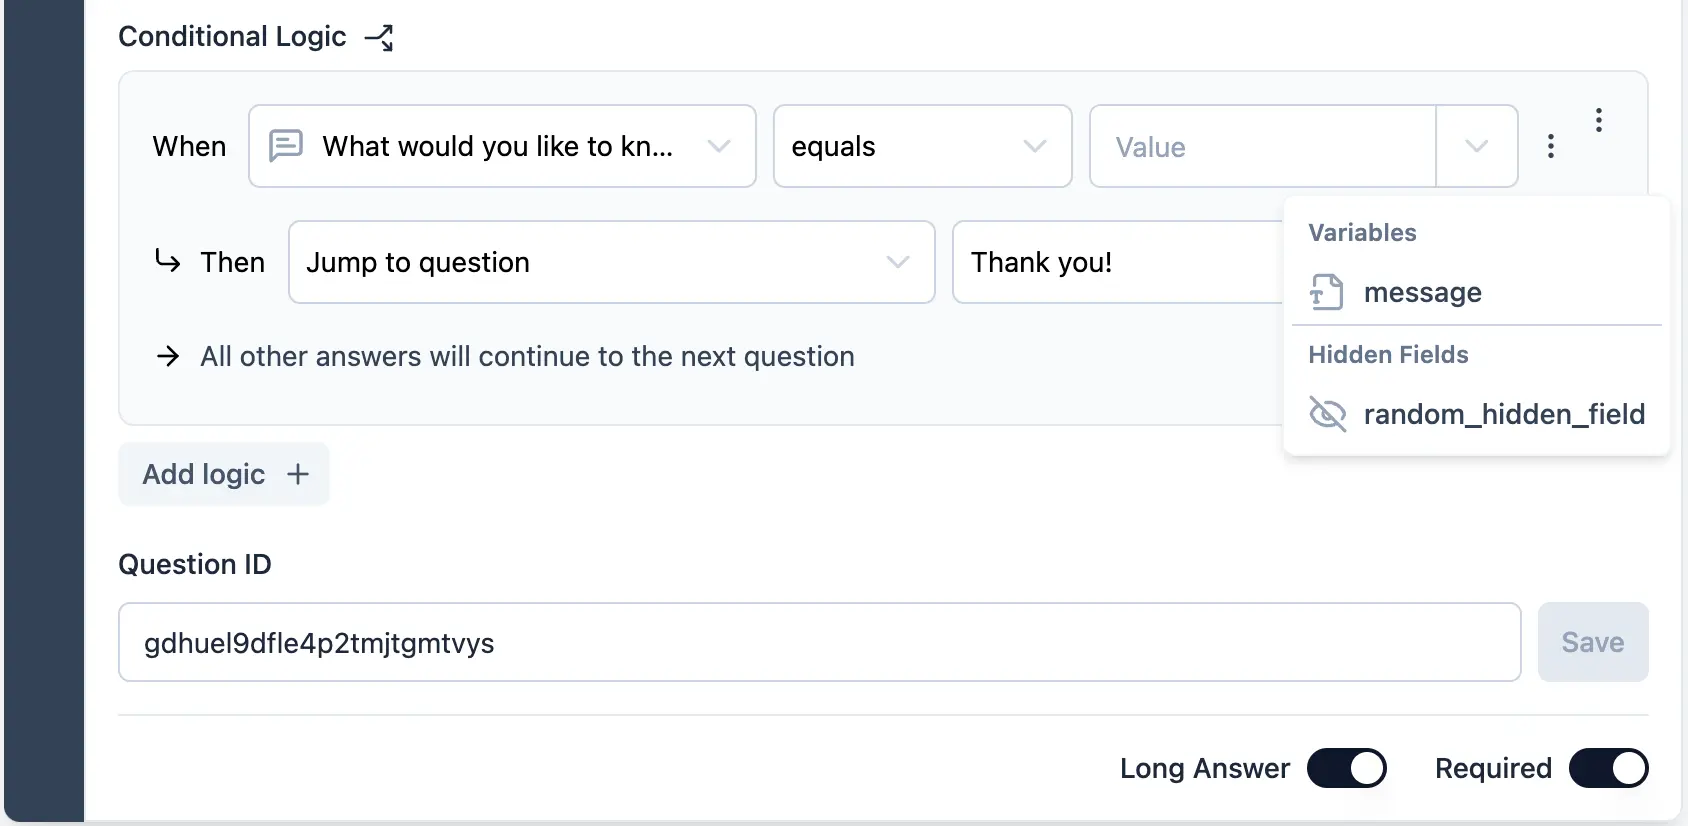 Conditional Logic
When What would you like to kn... equals Value
Then Jump to question Thank you!
All other answers will continue to the next question
Variables
message
Hidden Fields
random_hidden_field
Add logic +
Question ID
gdhuel9dfle4p2tmjtgmtvys Save
Long Answer Required